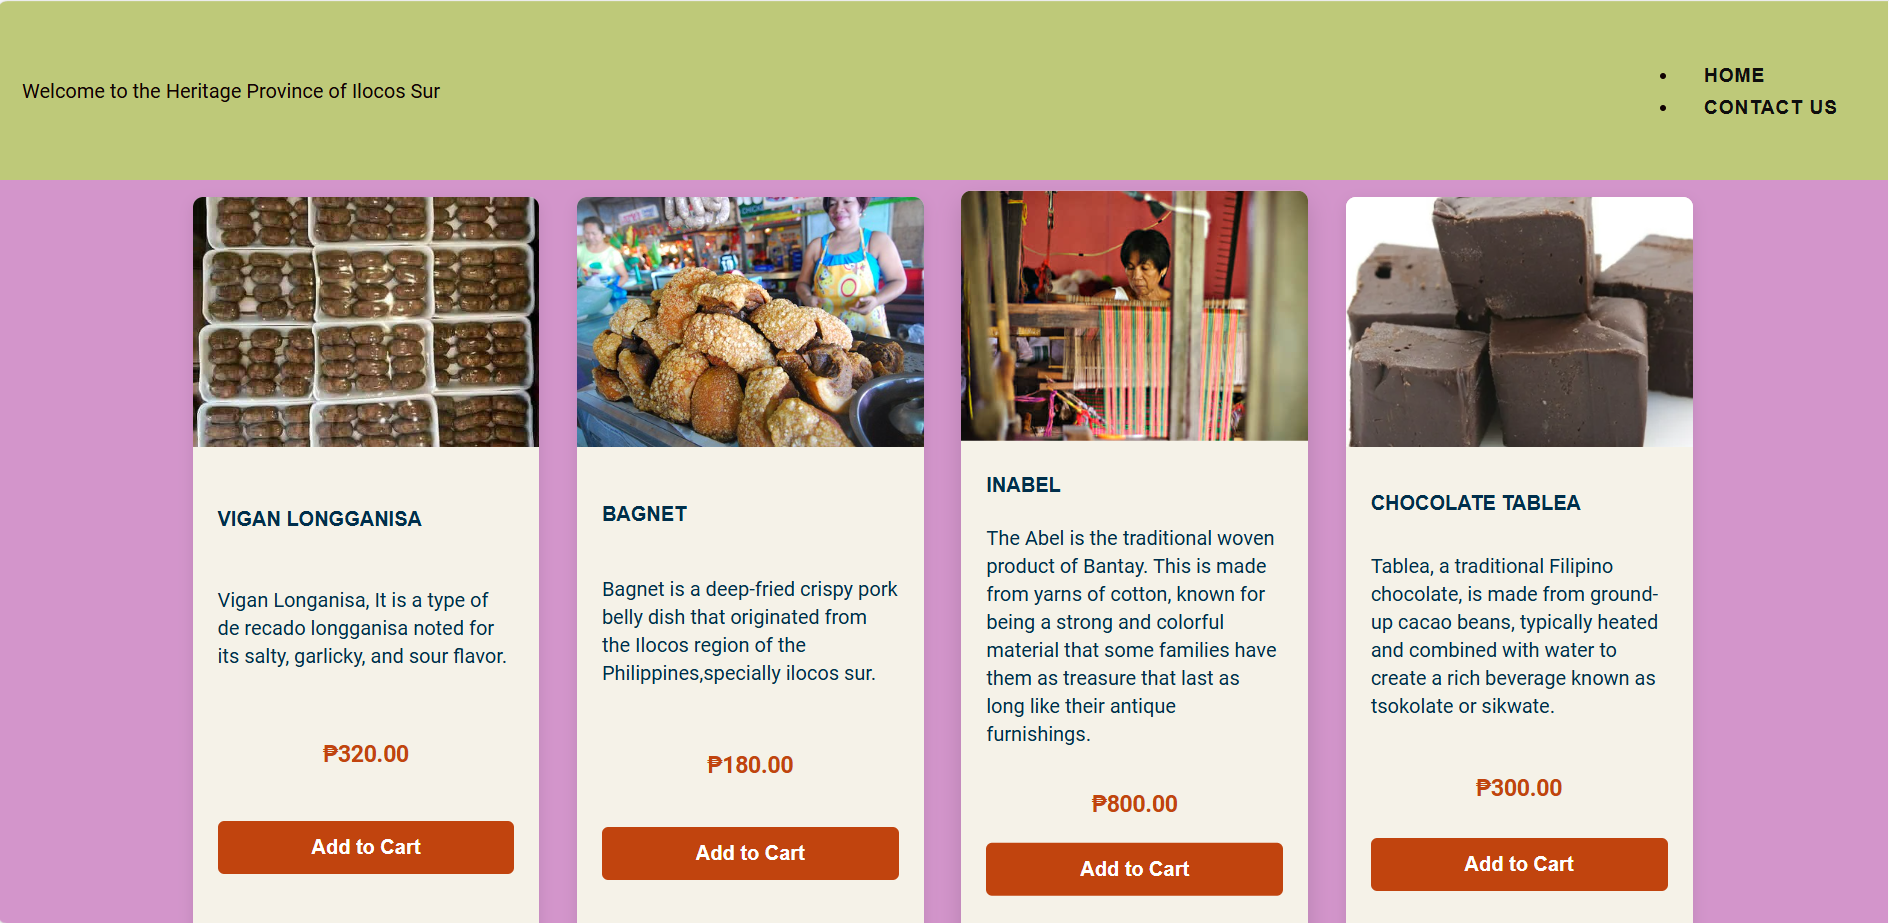 Welcome to the Heritage Province of Ilocos Sur
HOME
CONTACT US
VIGAN LONGGANISA
Vigan Longanisa, It is a type of
de recado longganisa noted for
its salty, garlicky, and sour flavor.
₱320.00
Add to Cart
BAGNET
Bagnet is a deep-fried crispy pork
belly dish that originated from
the Ilocos region of the
Philippines,specially ilocos sur.
₱180.00
Add to Cart
INABEL
The Abel is the traditional woven
product of Bantay. This is made
from yarns of cotton, known for
being a strong and colorful
material that some families have
them as treasure that last as
long like their antique
furnishings.
₱800.00
Add to Cart
CHOCOLATE TABLEA
Tablea, a traditional Filipino
chocolate, is made from ground-
up cacao beans, typically heated
and combined with water to
create a rich beverage known as
tsokolate or sikwate.
₱300.00
Add to Cart